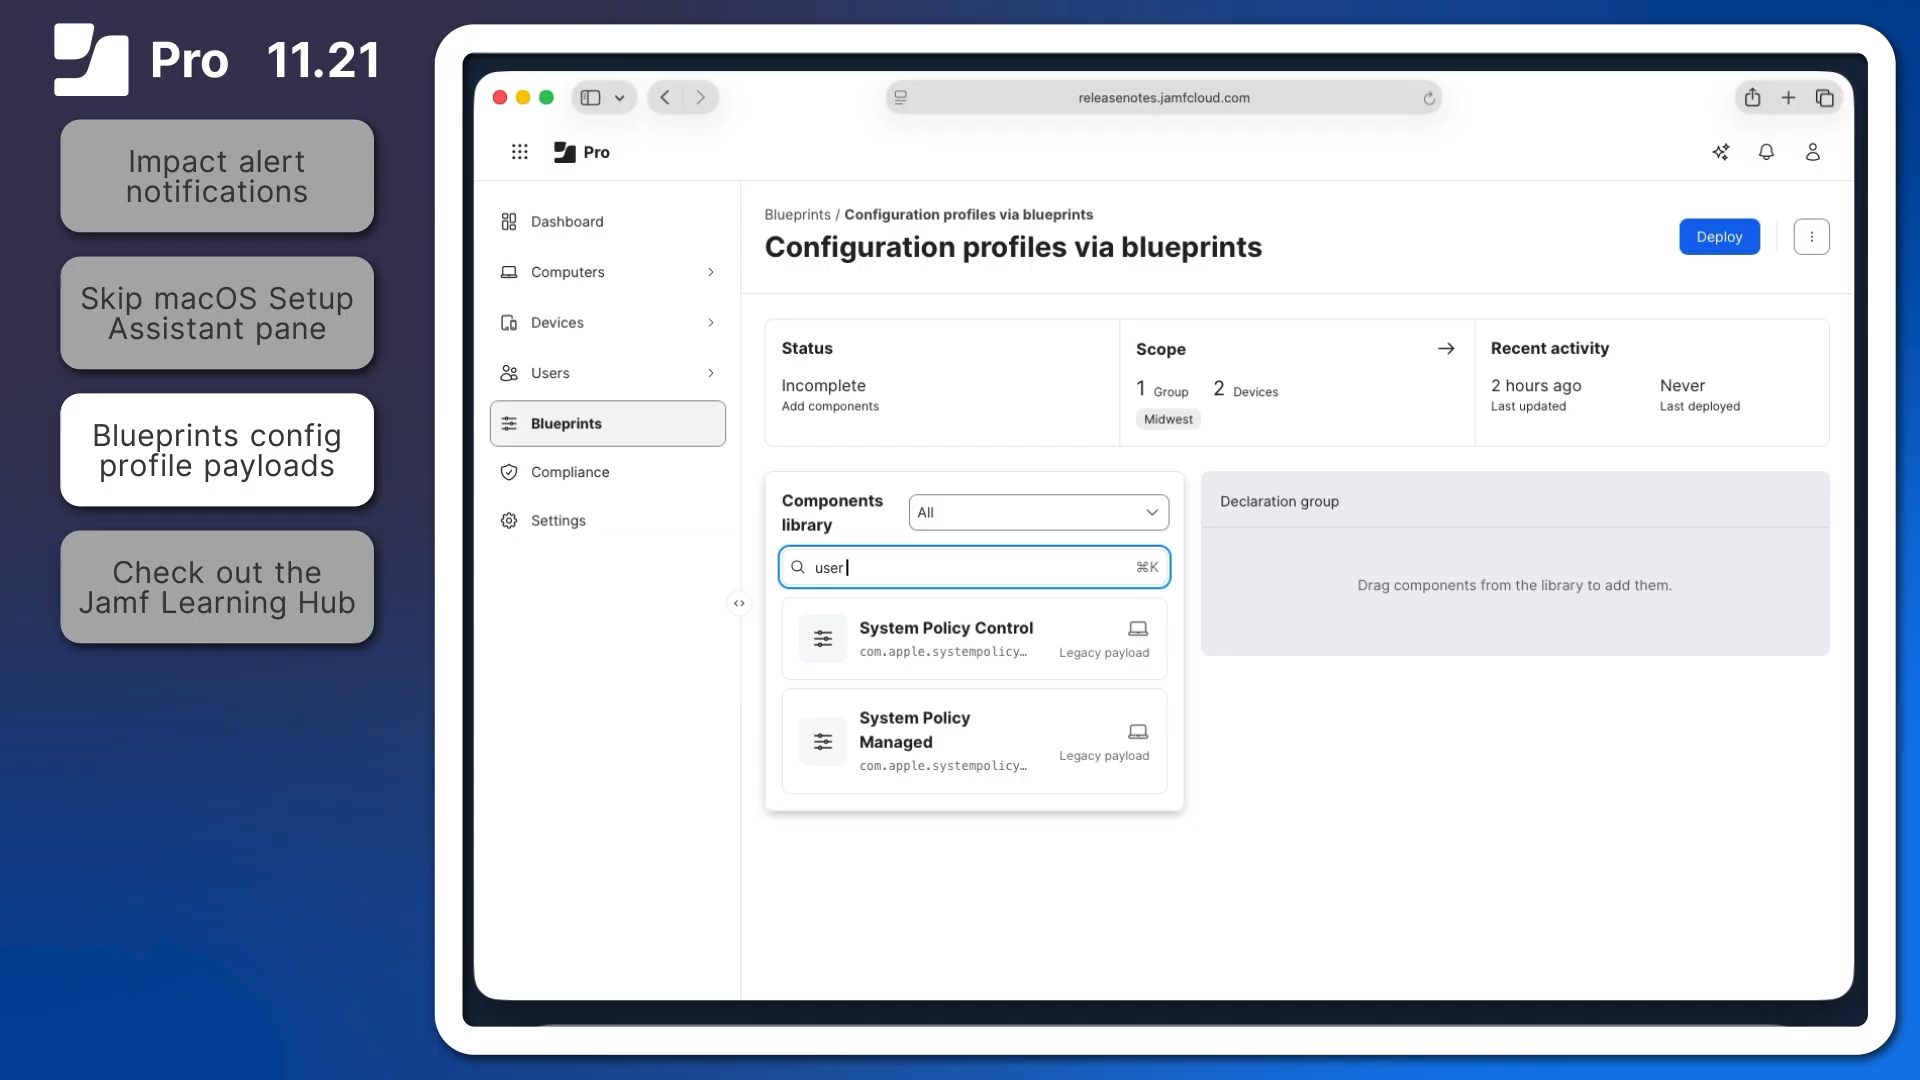 Pro 11.21
Impact alert
notifications
Skip macOS Setup
Assistant pane
Blueprints config
profile payloads
Check out the
Jamf Learning Hub
releasenotes.jamfcloud.com
Pro
Dashboard
Computers
Devices
Users
Blueprints
Compliance
Settings
Blueprints / Configuration profiles via blueprints
Configuration profiles via blueprints
Deploy
Status
Incomplete
Add components
Scope
1 Group 2 Devices
Midwest
Recent activity
2 hours ago
Last updated
Never
Last deployed
Components
library
All
user
⌘K
System Policy Control
com.apple.systempolicy…
Legacy payload
System Policy
Managed
com.apple.systempolicy…
Legacy payload
Declaration group
Drag components from the library to add them.